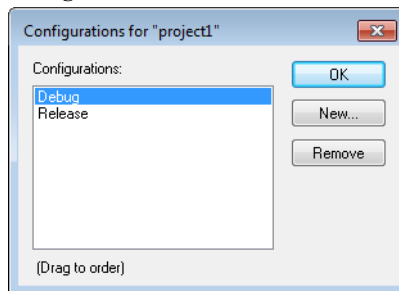 Configurations for "project1"
Configurations:
Debug
Release
OK
New...
Remove
(Drag to order)